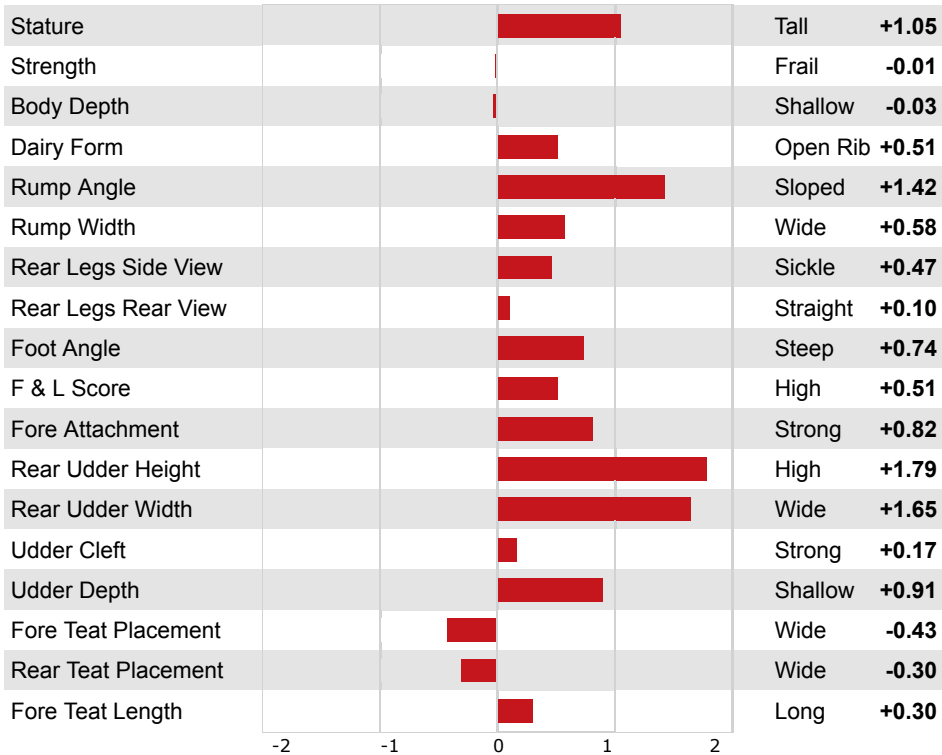 Stature Tall +1.05
Strength Frail -0.01
Body Depth Shallow -0.03
Dairy Form Open Rib +0.51
Rump Angle Sloped +1.42
Rump Width Wide +0.58
Rear Legs Side View Sickle +0.47
Rear Legs Rear View Straight +0.10
Foot Angle Steep +0.74
F & L Score High +0.51
Fore Attachment Strong +0.82
Rear Udder Height High +1.79
Rear Udder Width Wide +1.65
Udder Cleft Strong +0.17
Udder Depth Shallow +0.91
Fore Teat Placement Wide -0.43
Rear Teat Placement Wide -0.30
Fore Teat Length Long +0.30
-2 -1 0 1 2